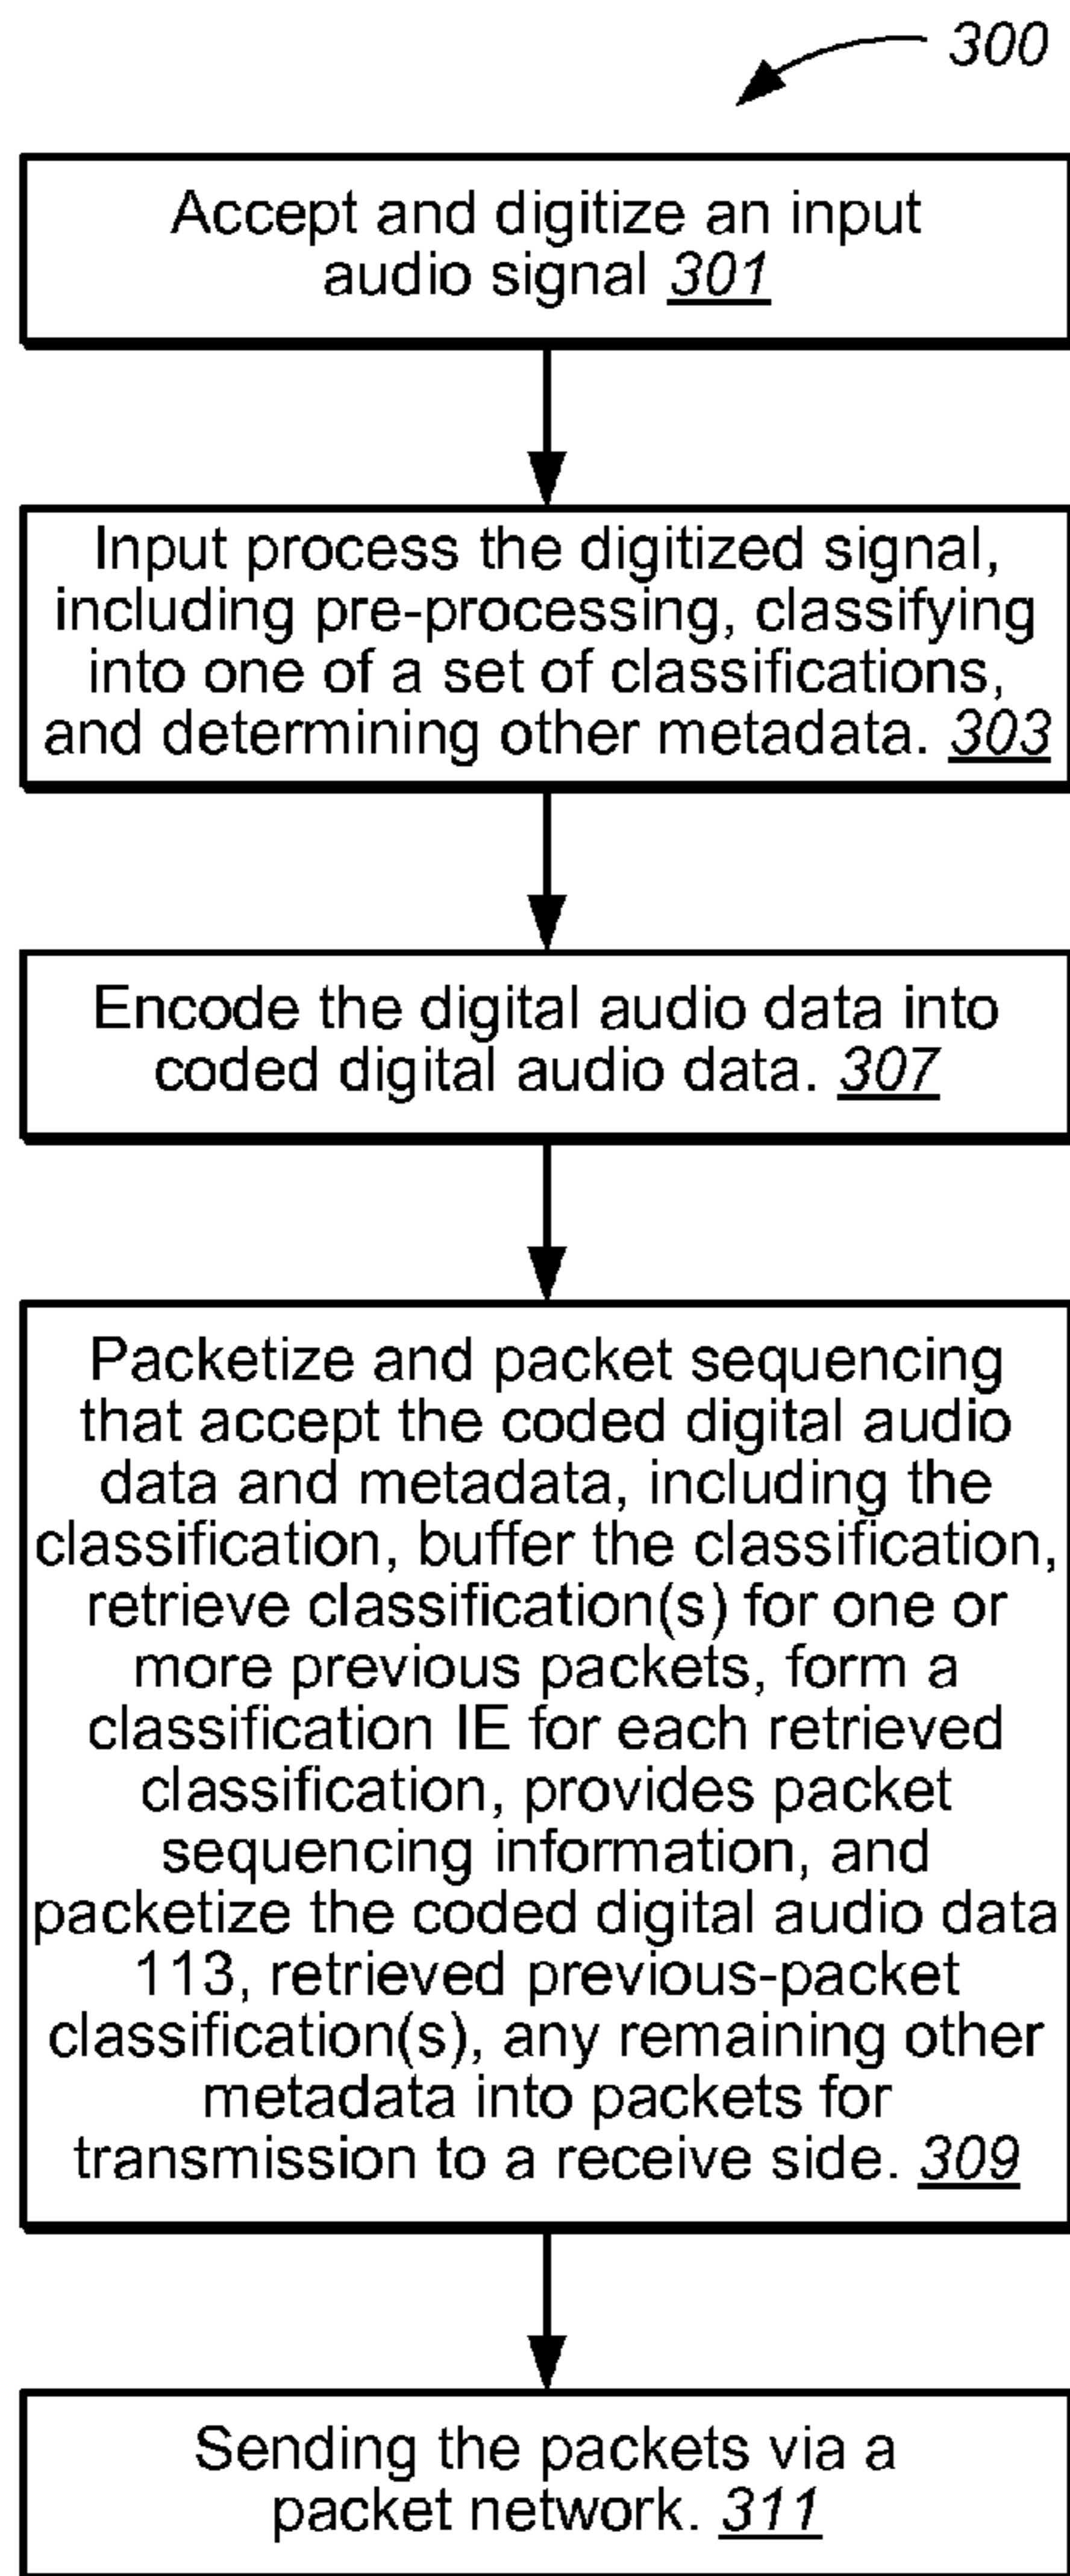 300
Accept and digitize an input
audio signal 301
Input process the digitized signal,
including pre-processing, classifying
into one of a set of classifications,
and determining other metadata. 303
Encode the digital audio data into
coded digital audio data. 307
Packetize and packet sequencing
that accept the coded digital audio
data and metadata, including the
classification, buffer the classification,
retrieve classification(s) for one or
more previous packets, form a
classification IE for each retrieved
classification, provides packet
sequencing information, and
packetize the coded digital audio data
113, retrieved previous-packet
classification(s), any remaining other
metadata into packets for
transmission to a receive side. 309
Sending the packets via a
packet network. 311